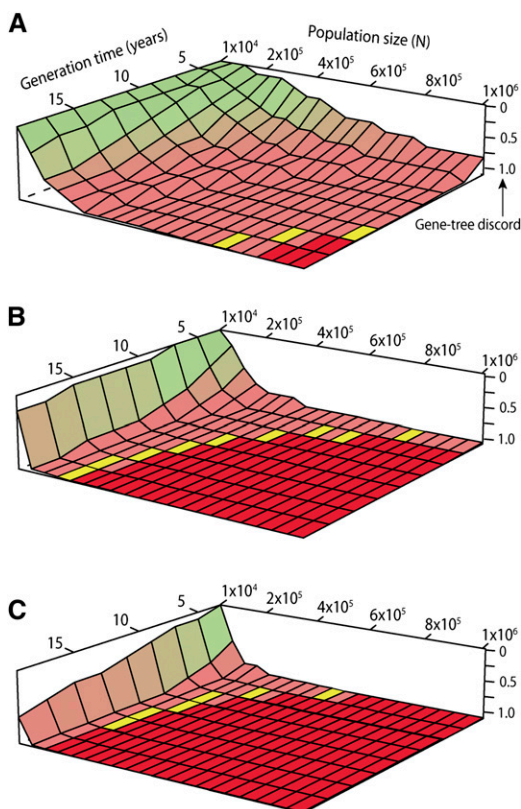 A
Generation time (years)
Population size (N)
15
10
5
1x10⁴
2x10⁵
4x10⁵
6x10⁵
8x10⁵
1x10⁶
0
0.5
1.0
Gene-tree discord
B
15
10
5
1x10⁴
2x10⁵
4x10⁵
6x10⁵
8x10⁵
1x10⁶
0
0.5
1.0
C
15
10
5
1x10⁴
2x10⁵
4x10⁵
6x10⁵
8x10⁵
1x10⁶
0
0.5
1.0